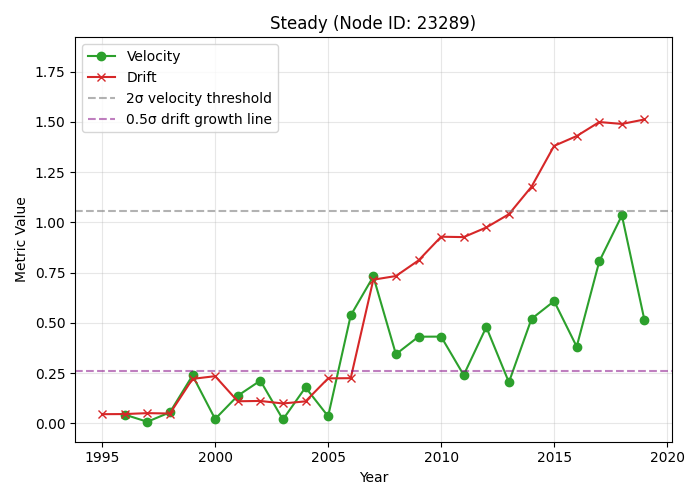 Steady (Node ID: 23289)
Velocity
Drift
2σ velocity threshold
0.5σ drift growth line
Metric Value
1.75
1.50
1.25
1.00
0.75
0.50
0.25
0.00
1995
2000
2005
2010
2015
2020
Year